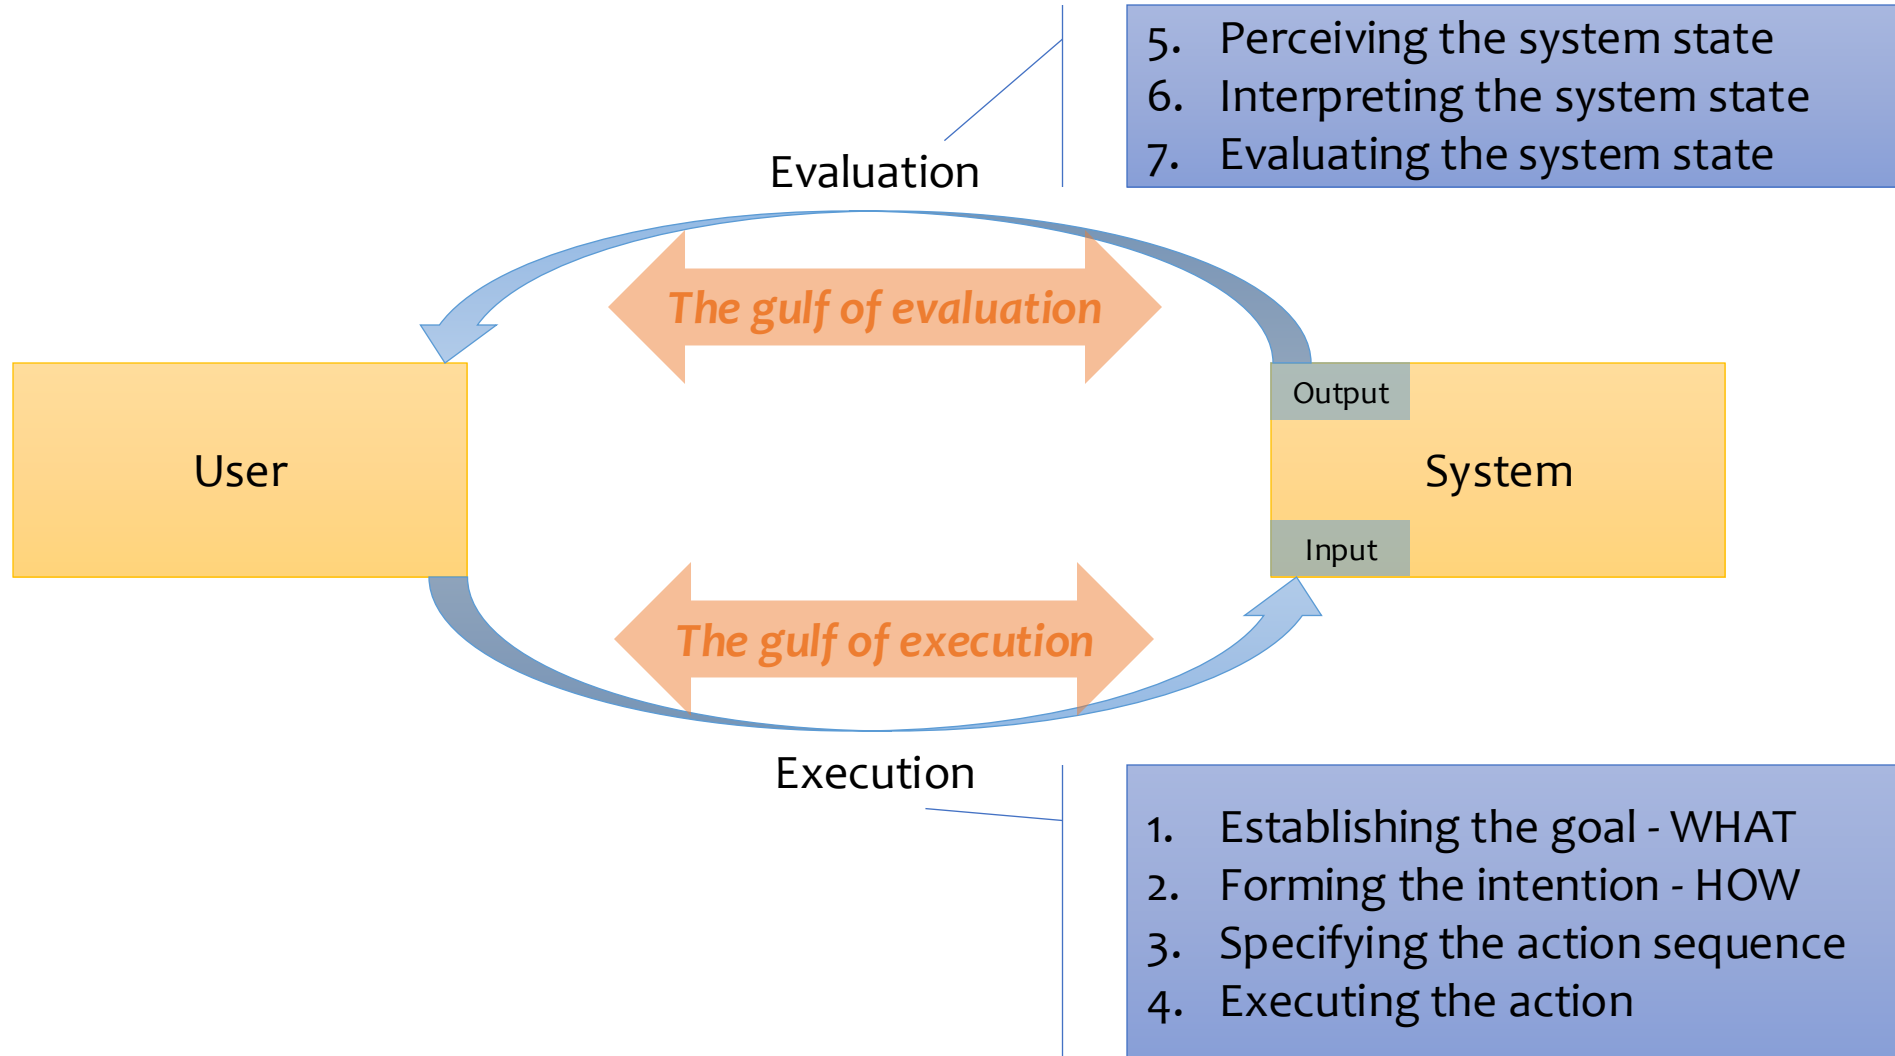 5. Perceiving the system state
6. Interpreting the system state
7. Evaluating the system state
Evaluation
The gulf of evaluation
Output
User
System
Input
The gulf of execution
Execution
1. Establishing the goal - WHAT
2. Forming the intention - HOW
3. Specifying the action sequence
4. Executing the action